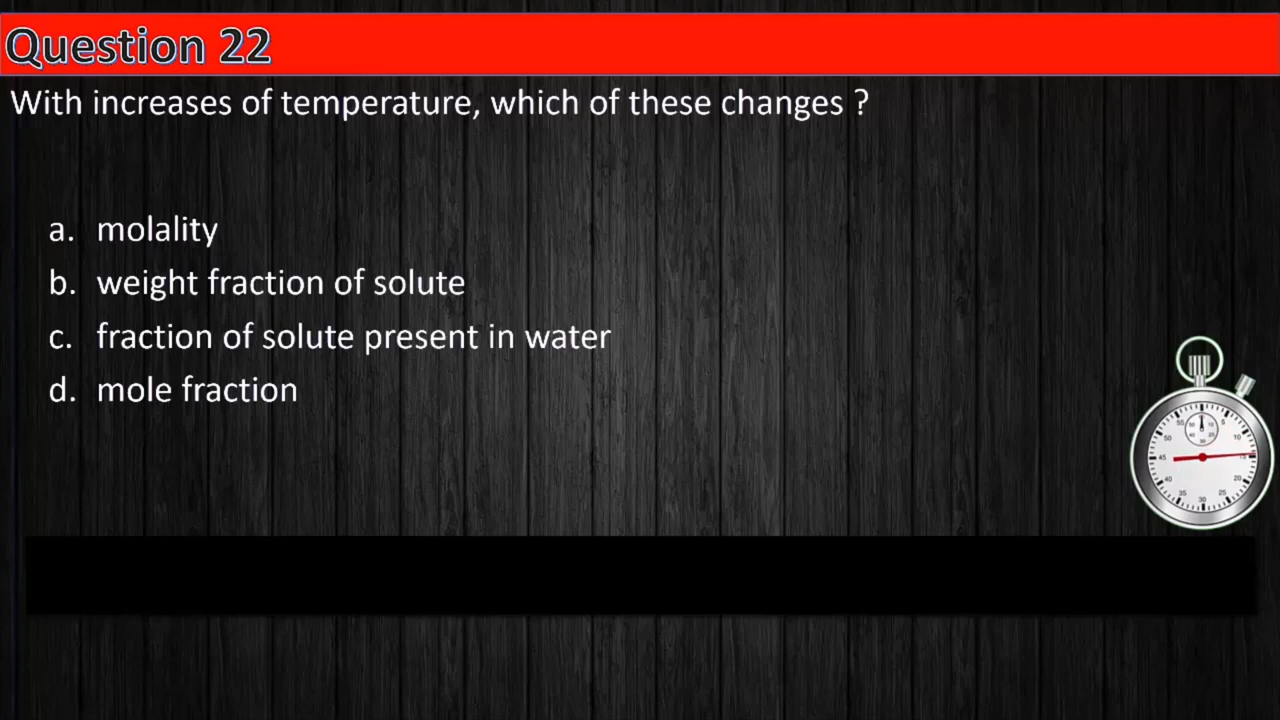 Question 22
With increases of temperature, which of these changes ?
a. molality
b. weight fraction of solute
c. fraction of solute present in water
d. mole fraction